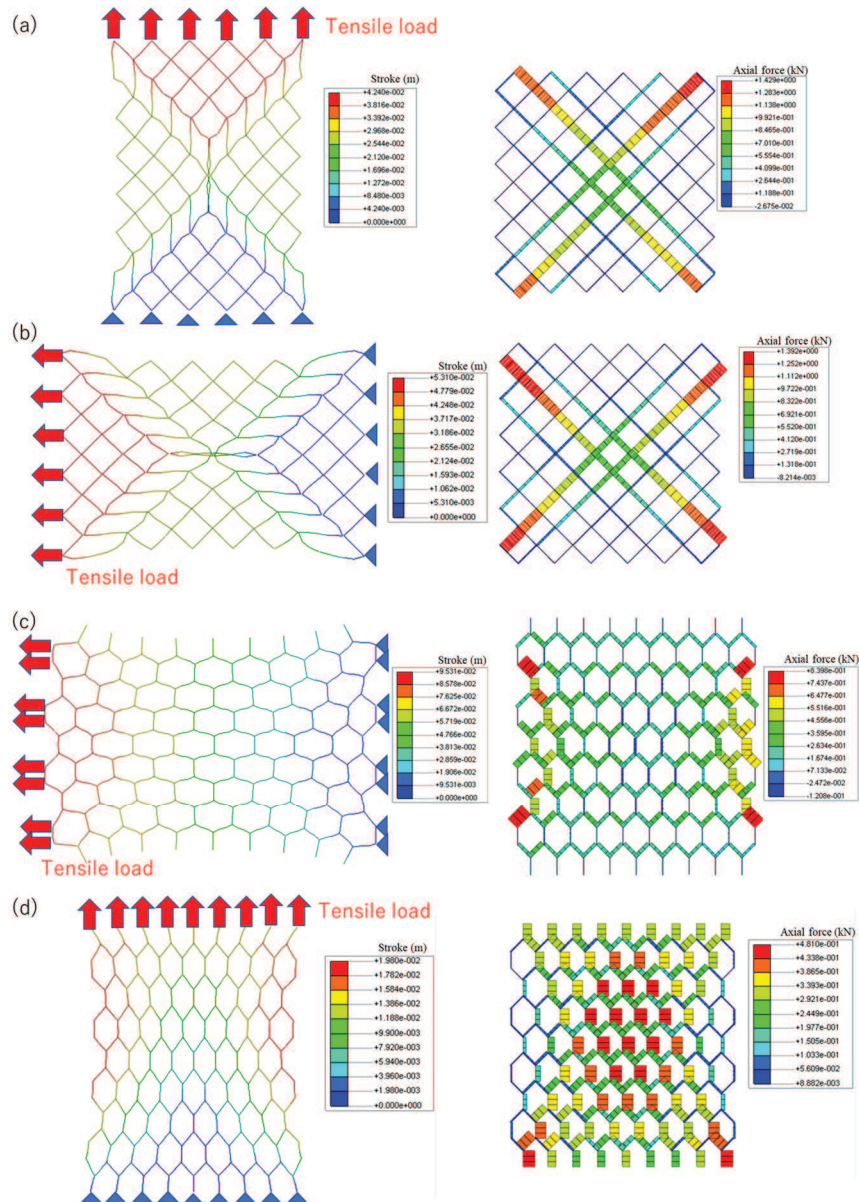 (a)
Tensile load
Stroke (m)
+4.240e-002
+3.816e-002
+3.392e-002
+2.968e-002
+2.544e-002
+2.120e-002
+1.696e-002
+1.272e-002
+8.480e-003
+4.240e-003
+0.000e+000
Axial force (kN)
+1.429e+000
+1.283e+000
+1.138e+000
+9.921e-001
+8.465e-001
+7.010e-001
+5.554e-001
+4.099e-001
+2.644e-001
+1.188e-001
-2.675e-002
(b)
Tensile load
Stroke (m)
+5.310e-002
+4.779e-002
+4.248e-002
+3.717e-002
+3.186e-002
+2.655e-002
+2.124e-002
+1.593e-002
+1.062e-002
+5.310e-003
+0.000e+000
Axial force (kN)
+1.392e+000
+1.252e+000
+1.112e+000
+9.722e-001
+8.322e-001
+6.921e-001
+5.520e-001
+4.120e-001
+2.719e-001
+1.318e-001
-8.214e-003
(c)
Tensile load
Stroke (m)
+9.531e-002
+8.578e-002
+7.625e-002
+6.672e-002
+5.719e-002
+4.766e-002
+3.813e-002
+2.859e-002
+1.906e-002
+9.531e-003
+0.000e+000
Axial force (kN)
+8.398e-001
+7.437e-001
+6.477e-001
+5.516e-001
+4.556e-001
+3.595e-001
+2.634e-001
+1.674e-001
+7.133e-002
-2.472e-002
-1.208e-001
(d)
Tensile load
Stroke (m)
+1.980e-002
+1.782e-002
+1.584e-002
+1.386e-002
+1.188e-002
+9.900e-003
+7.920e-003
+5.940e-003
+3.960e-003
+1.980e-003
+0.000e+000
Axial force (kN)
+4.810e-001
+4.338e-001
+3.865e-001
+3.393e-001
+2.921e-001
+2.449e-001
+1.977e-001
+1.505e-001
+1.033e-001
+5.609e-002
+8.882e-003